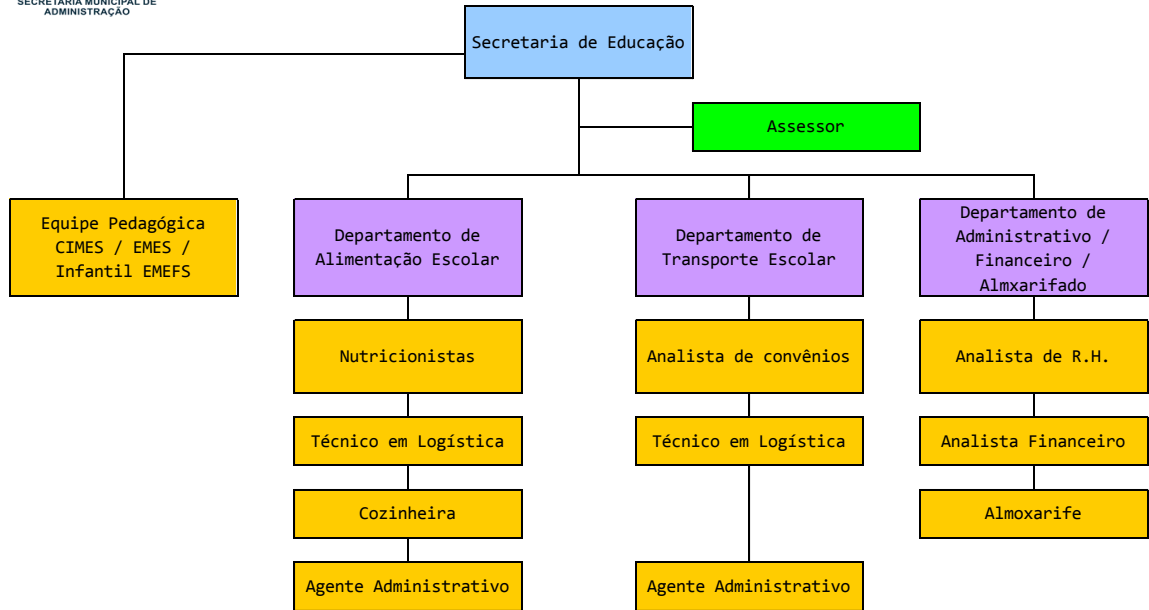 SECRETARIA MUNICIPAL DE
ADMINISTRAÇÃO
Secretaria de Educação
Assessor
Equipe Pedagógica
CIMES / EMES /
Infantil EMEFS
Departamento de
Alimentação Escolar
Departamento de
Transporte Escolar
Departamento de
Administrativo /
Financeiro /
Almxarifado
Nutricionistas
Analista de convênios
Analista de R.H.
Técnico em Logística
Técnico em Logística
Analista Financeiro
Cozinheira
Almoxarife
Agente Administrativo
Agente Administrativo